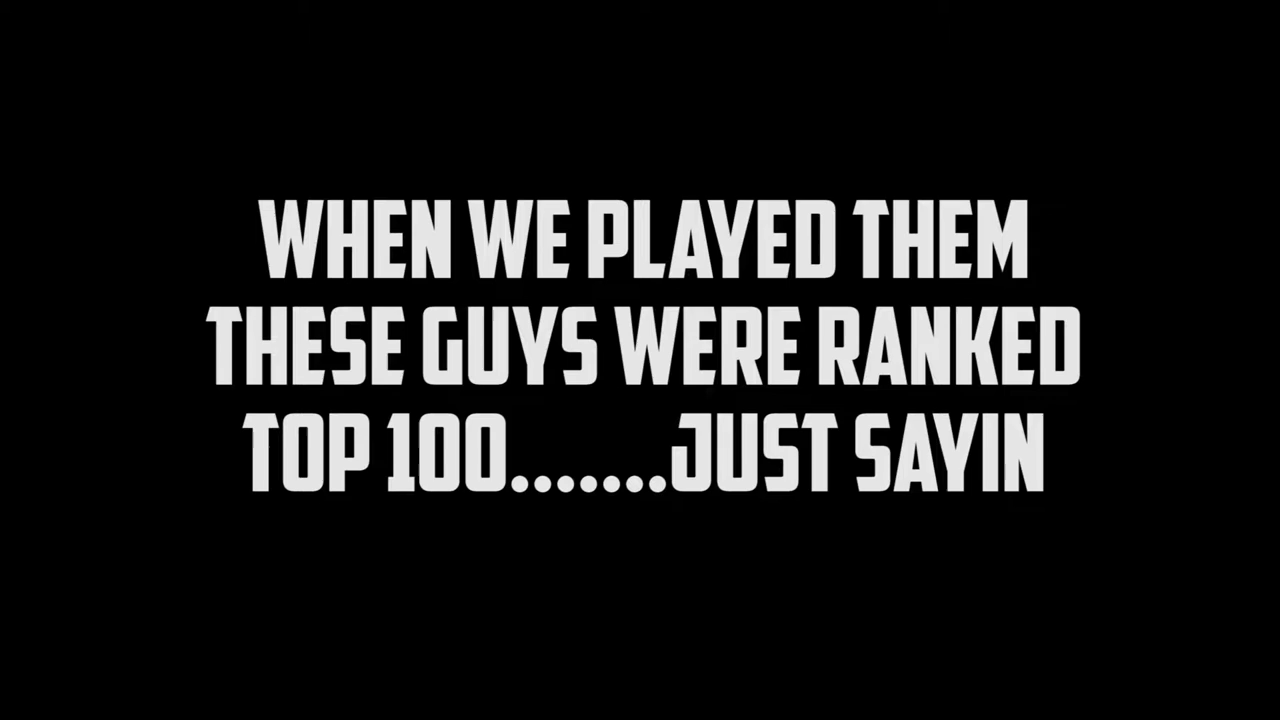 WHEN WE PLAYED THEM
THESE GUYS WERE RANKED
TOP 100.......JUST SAYIN